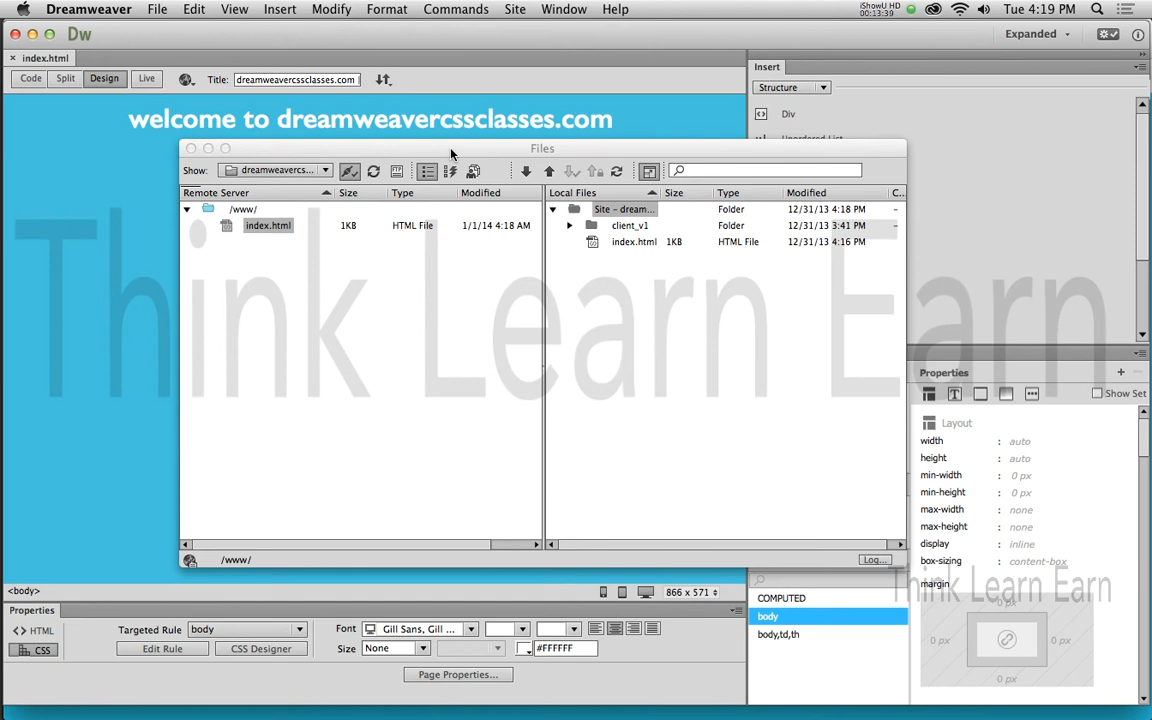 Dreamweaver File Edit View Insert Modify Format Commands Site Window Help
iShowU HD
00:13:39
Tue 4:19 PM
Dw
Expanded
× index.html
Insert
Code Split Design Live Title: dreamweavercssclasses.com
Structure
Div
welcome to dreamweavercssclasses.com
Files
Show: dreamweavercs...
Remote Server Size Type Modified
Local Files Size Type Modified C...
/www/
Site - dream... Folder 12/31/13 4:18 PM -
index.html 1KB HTML File 1/1/14 4:18 AM
client_v1 Folder 12/31/13 3:41 PM -
index.html 1KB HTML File 12/31/13 4:16 PM
Think Learn Earn
Properties
Show Set
Layout
width : auto
height : auto
min-width : 0 px
min-height : 0 px
max-width : none
max-height : none
display : inline
box-sizing : content-box
margin
Think Learn Earn
0 px
0 px
0 px
0 px
/www/
Log...
<body>
866 x 571
COMPUTED
body
body,td,th
Properties
<> HTML
CSS
Targeted Rule body
Font Gill Sans, Gill ...
Edit Rule CSS Designer
Size None #FFFFFF
Page Properties...